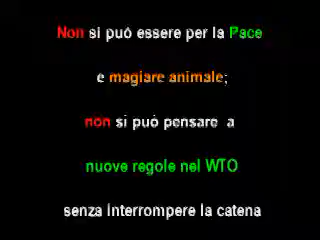 Non si può essere per la Pace
e magiare animale;
non si può pensare a
nuove regole nel WTO
senza interrompere la catena